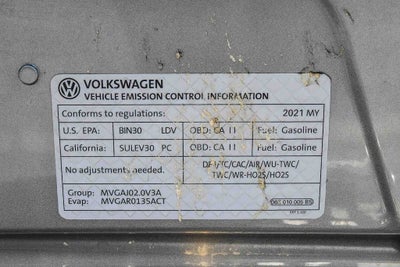 VOLKSWAGEN
VEHICLE EMISSION CONTROL INFORMATION
Conforms to regulations: 2021 MY
U.S. EPA: BIN30 LDV OBD: CA II Fuel: Gasoline
California: SULEV30 PC OBD: CA II Fuel: Gasoline
No adjustments needed.
DFI/TC/CAC/AIR/WU-TWC/
TWC/WR-HO2S/HO2S
Group: MVGAJ02.0V3A
Evap: MVGAR0135ACT